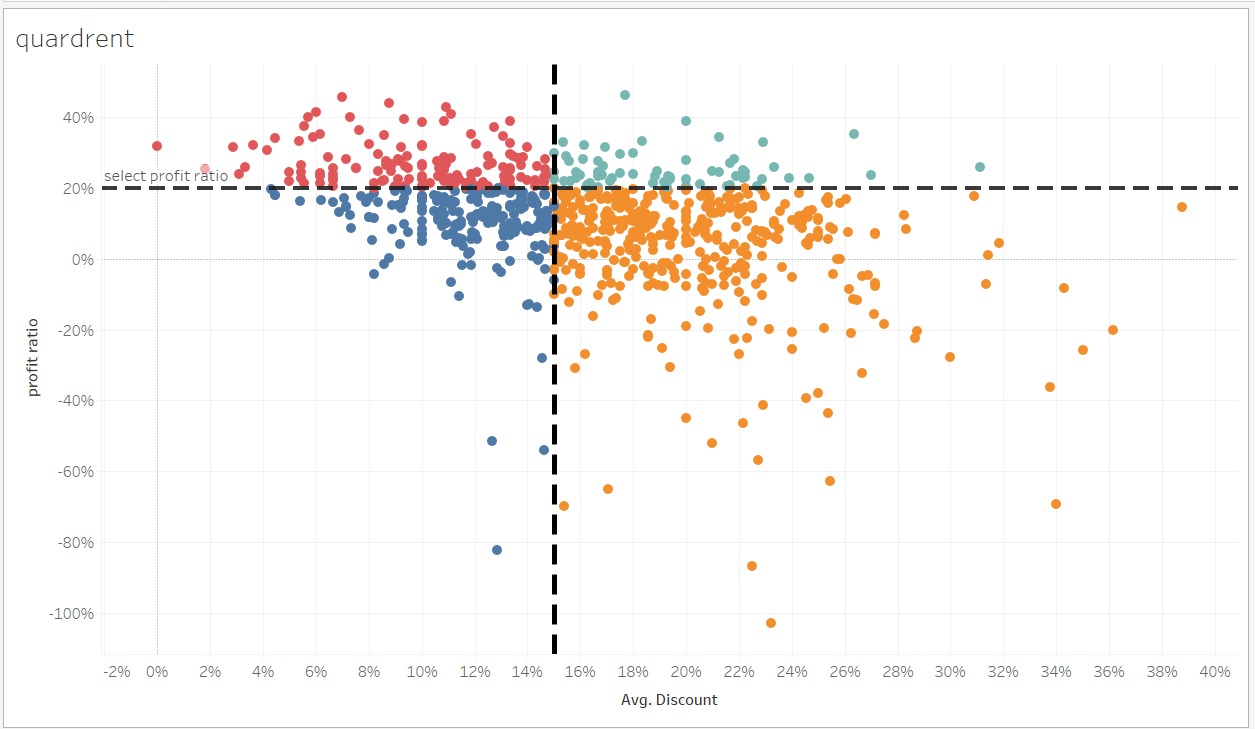 quardrent
40%
select profit ratio
20%
0%
-20%
-40%
-60%
-80%
-100%
profit ratio
-2% 0% 2% 4% 6% 8% 10% 12% 14% 16% 18% 20% 22% 24% 26% 28% 30% 32% 34% 36% 38% 40%
Avg. Discount